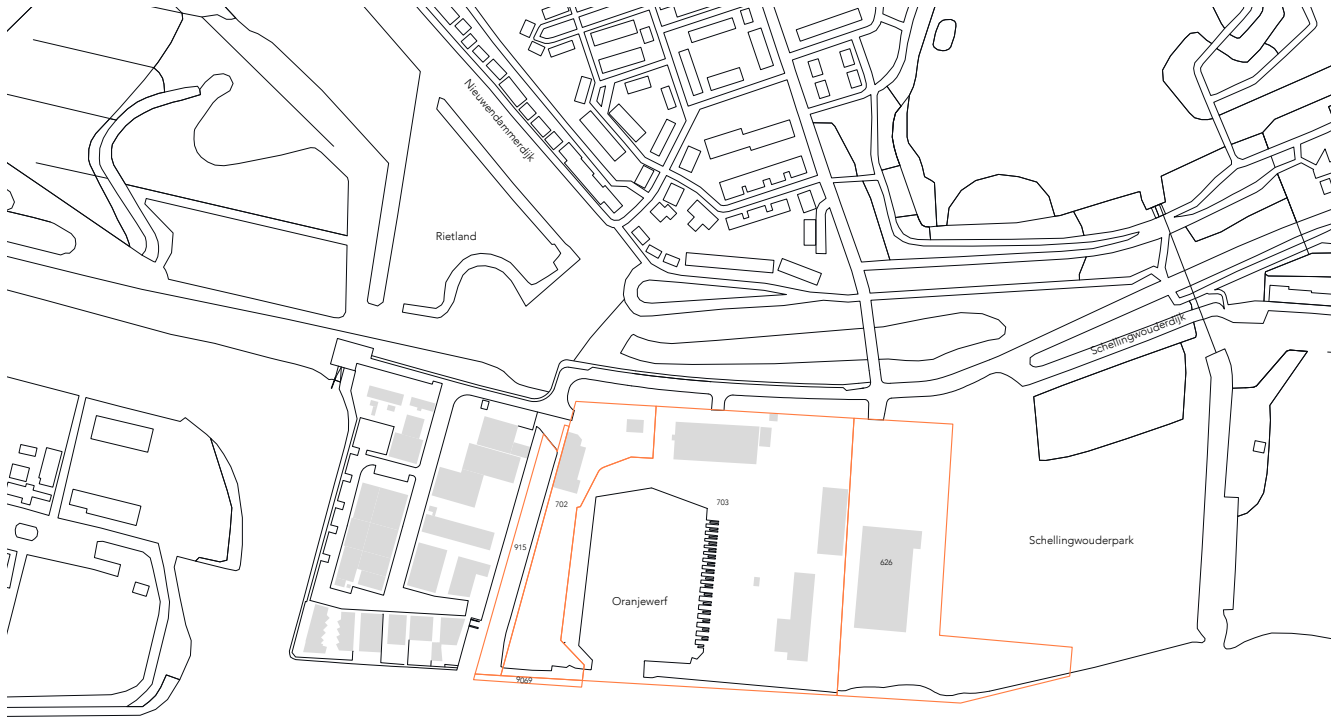 Nieuwendammerdijk
Rietland
Schellingwouderdijk
702
703
915
Schellingwouderpark
626
Oranjewerf
9069